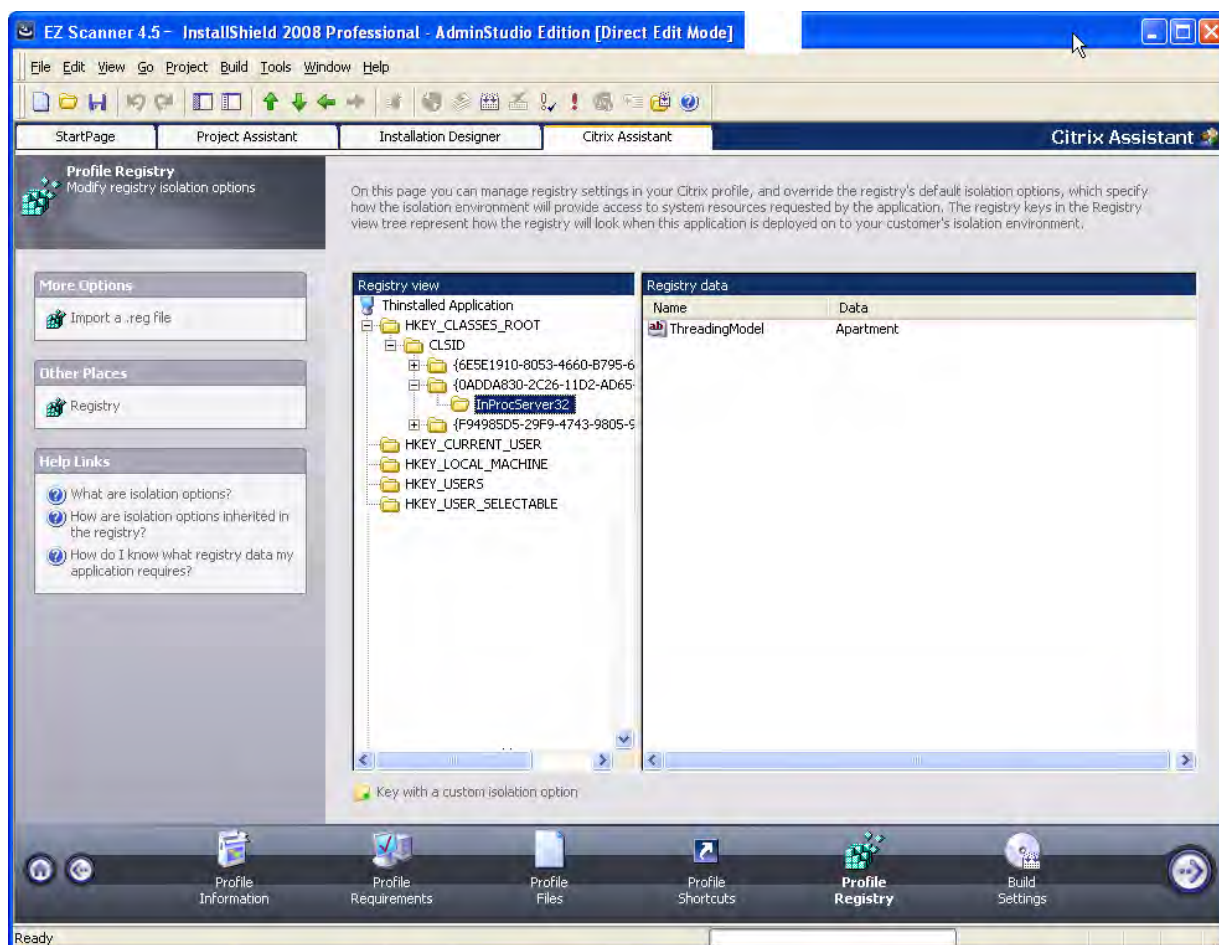 EZ Scanner 4.5 – InstallShield 2008 Professional - AdminStudio Edition [Direct Edit Mode]
File Edit View Go Project Build Tools Window Help
StartPage Project Assistant Installation Designer Citrix Assistant Citrix Assistant
Profile Registry
Modify registry isolation options
On this page you can manage registry settings in your Citrix profile, and override the registry's default isolation options, which specify
how the isolation environment will provide access to system resources requested by the application. The registry keys in the Registry
view tree represent how the registry will look when this application is deployed on to your customer's isolation environment.
More Options
Import a .reg file
Other Places
Registry
Help Links
What are isolation options?
How are isolation options inherited in
the registry?
How do I know what registry data my
application requires?
Registry view
Thinstalled Application
HKEY_CLASSES_ROOT
CLSID
{6E5E1910-8053-4660-B795-6
{0ADDA830-2C26-11D2-AD65-
InProcServer32
{F94985D5-29F9-4743-9805-9
HKEY_CURRENT_USER
HKEY_LOCAL_MACHINE
HKEY_USERS
HKEY_USER_SELECTABLE
Registry data
Name Data
ab ThreadingModel Apartment
Key with a custom isolation option
Profile
Information
Profile
Requirements
Profile
Files
Profile
Shortcuts
Profile
Registry
Build
Settings
Ready